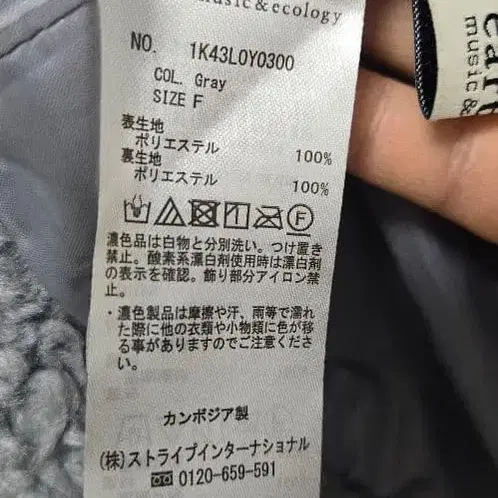 music & ecology
NO. 1K43L0Y0300
COL. Gray
SIZE F
表生地
ポリエステル 100%
裏生地
ポリエステル 100%
濃色品は白物と分別洗い。つけ置き
禁止。酸素系漂白剤使用時は漂白剤
の表示を確認。飾り部分アイロン禁
止。
・濃色製品は摩擦や汗、雨等で濡れ
た際に他の衣類や小物類に色が移
る事がありますのでご注意くださ
い。
カンボジア製
(株)ストライプインターナショナル
0120-659-591
music &